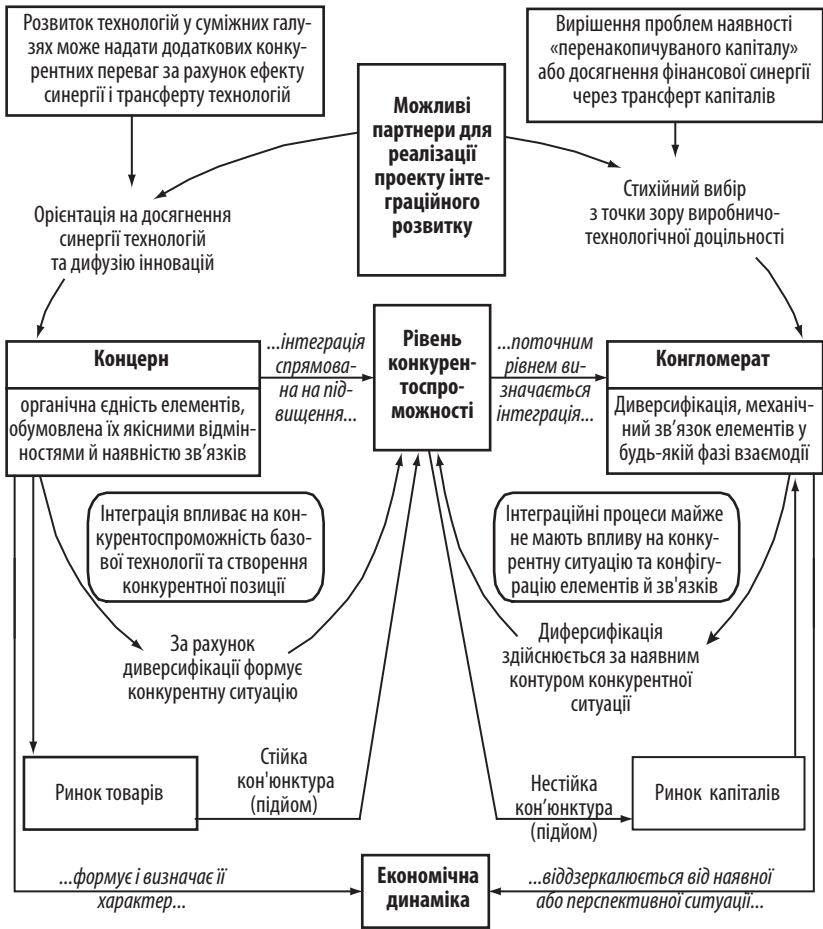 Розвиток технологій у суміжних галу-
зях може надати додаткових конку-
рентних переваг за рахунок ефекту
синергії і трансферту технологій
Вирішення проблем наявності
«перенакопичуваного капіталу»
або досягнення фінансової синергії
через трансферт капіталів
Можливі
партнери для
реалізації
проекту інте-
граційного
розвитку
Орієнтація на досягнення
синергії технологій
та дифузію інновацій
Стихійний вибір
з точки зору виробничо-
технологічної доцільності
Концерн
органічна єдність елементів,
обумовлена їх якісними відмін-
ностями й наявністю зв’язків
...інтеграція
спрямова-
на на під-
вищення...
Рівень
конкурен-
тоспро-
можності
...поточним
рівнем ви-
значається
інтеграція...
Конгломерат
Диверсифікація, механіч-
ний зв’язок елементів у
будь-якій фазі взаємодії
Інтеграція впливає на кон-
курентоспроможність базо-
вої технології та створення
конкурентної позиції
Інтеграційні процеси майже
не мають впливу на конку-
рентну ситуацію та конфігу-
рацію елементів й зв'язків
За рахунок
диверсифікації формує
конкурентну ситуацію
Диферсифікація
здійснюється за наявним
контуром конкурентної
ситуації
Ринок товарів
Стійка
кон'юнктура
(підйом)
Нестійка
кон’юнктура
(підйом)
Ринок капіталів
...формує і визначає її
характер...
Економічна
динаміка
...віддзеркалюється від наявної
або перспективної ситуації...